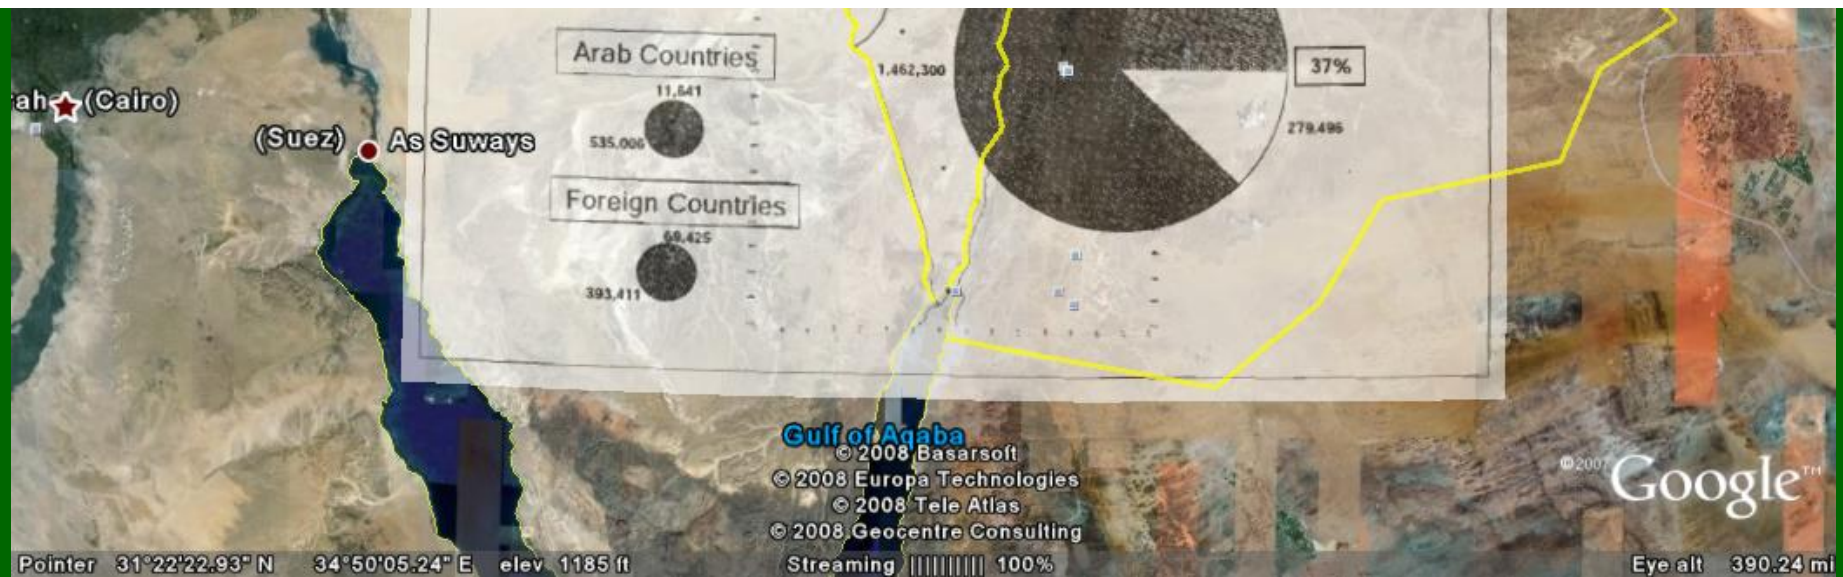 Arab Countries
11,641
535,006
Foreign Countries
69,425
393,411
1.462,300
37%
279,496
(Cairo)
(Suez)
As Suways
Gulf of Aqaba
© 2008 Basarsoft
© 2008 Europa Technologies
© 2008 Tele Atlas
© 2008 Geocentre Consulting
©2007 Google™
Pointer 31°22'22.93" N 34°50'05.24" E elev 1185 ft
Streaming |||||||||| 100%
Eye alt 390.24 mi